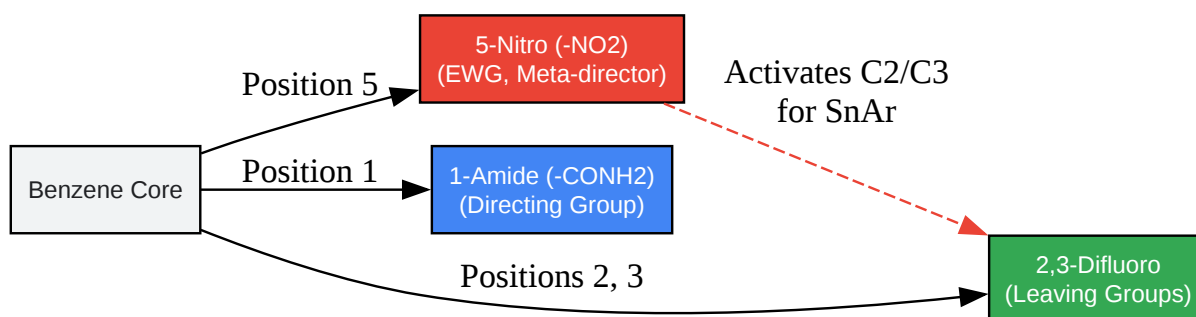 5-Nitro (-NO2)
(EWG, Meta-director)
Activates C2/C3
for SnAr
Position 5
Benzene Core
Position 1
1-Amide (-CONH2)
(Directing Group)
Positions 2, 3
2,3-Difluoro
(Leaving Groups)